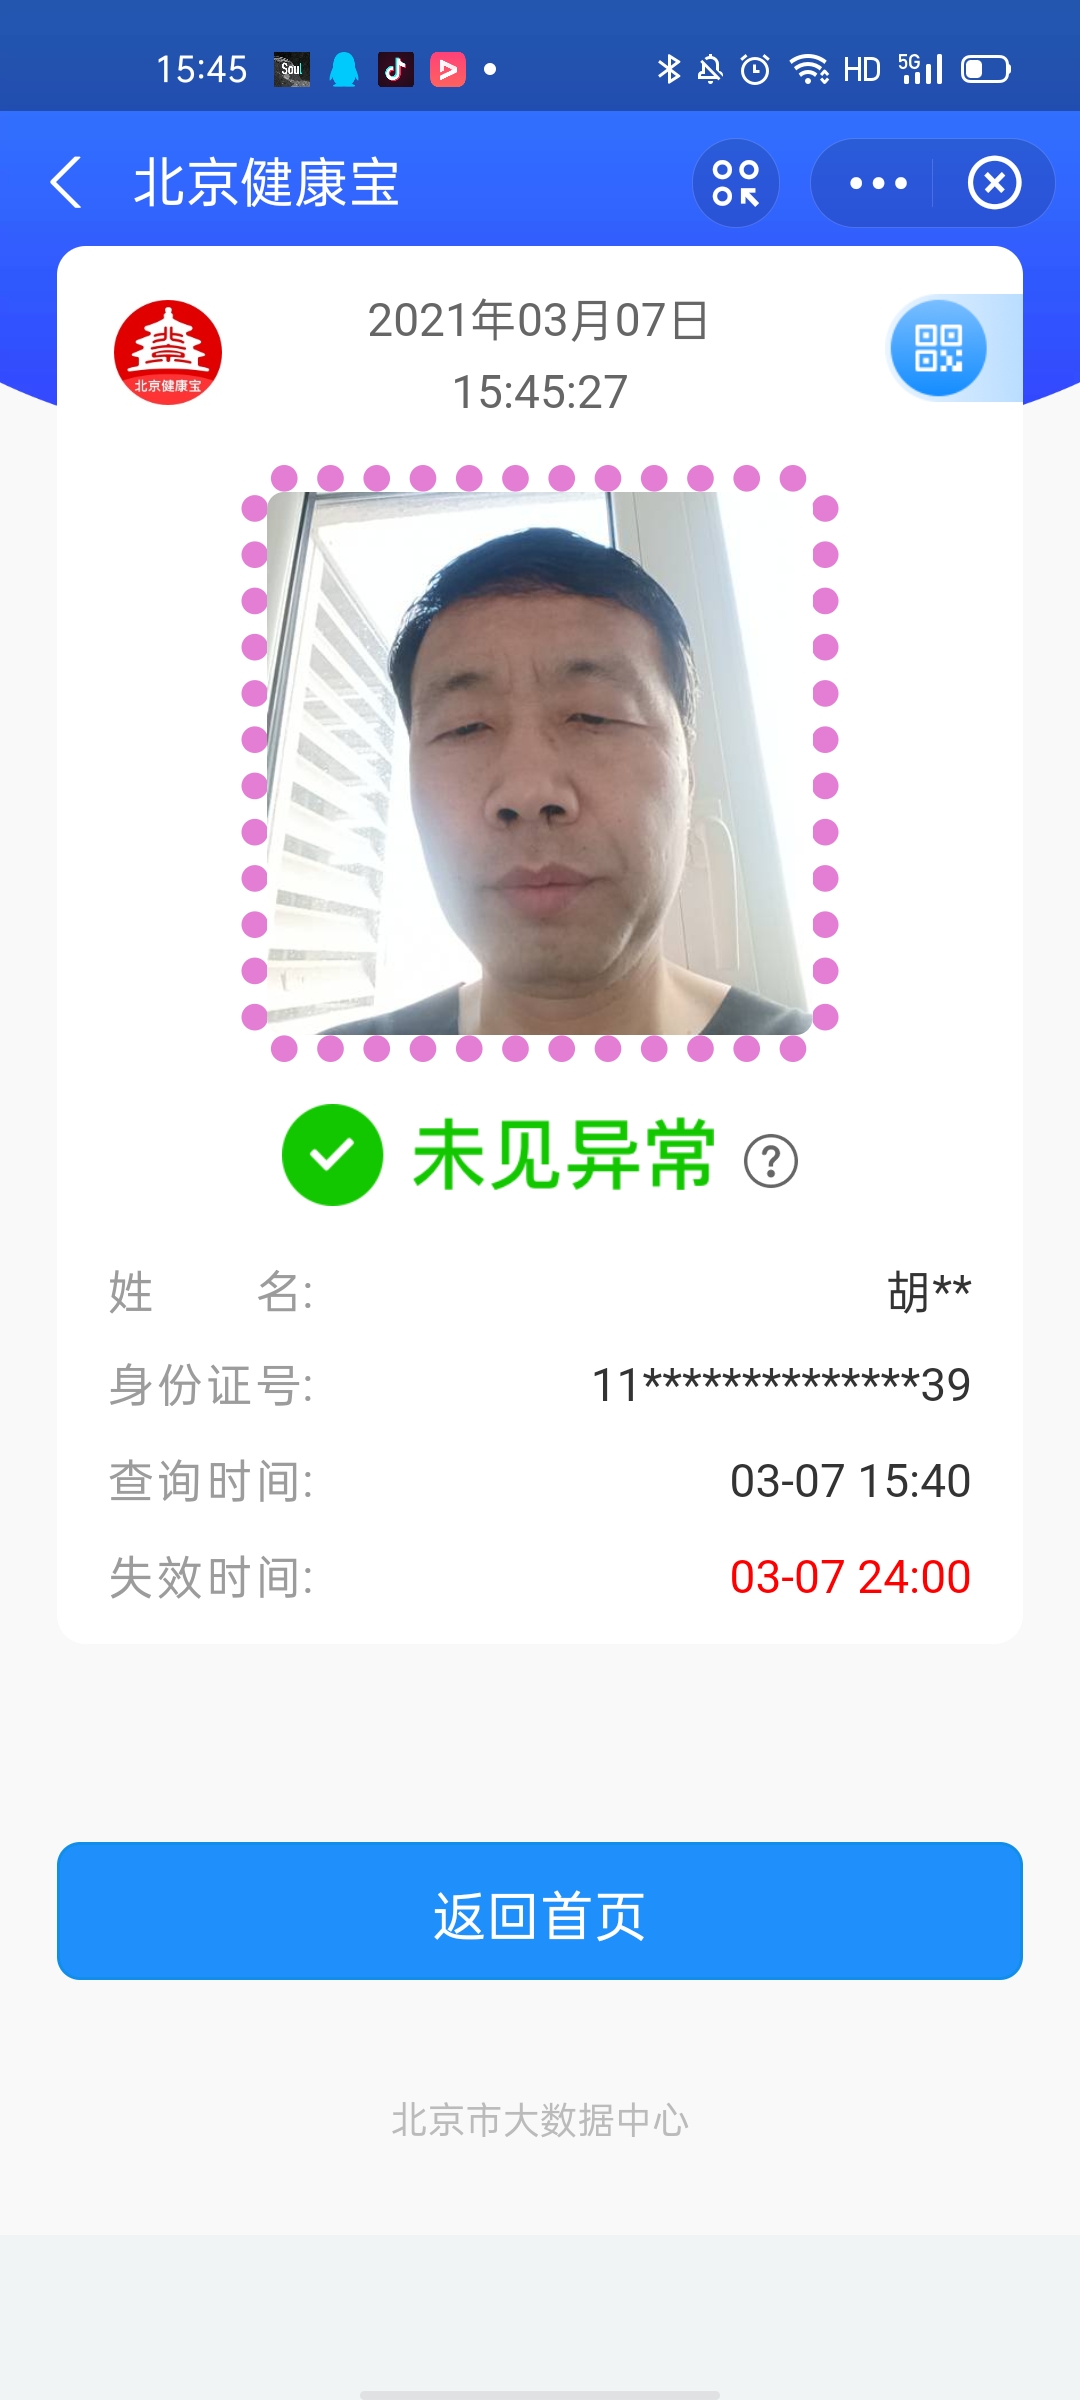 15:45
Soul
HD
5G
北京健康宝
北京健康宝
2021年03月07日
15:45:27
未见异常 ?
姓 名: 胡**
身份证号: 11**************39
查询时间: 03-07 15:40
失效时间: 03-07 24:00
返回首页
北京市大数据中心